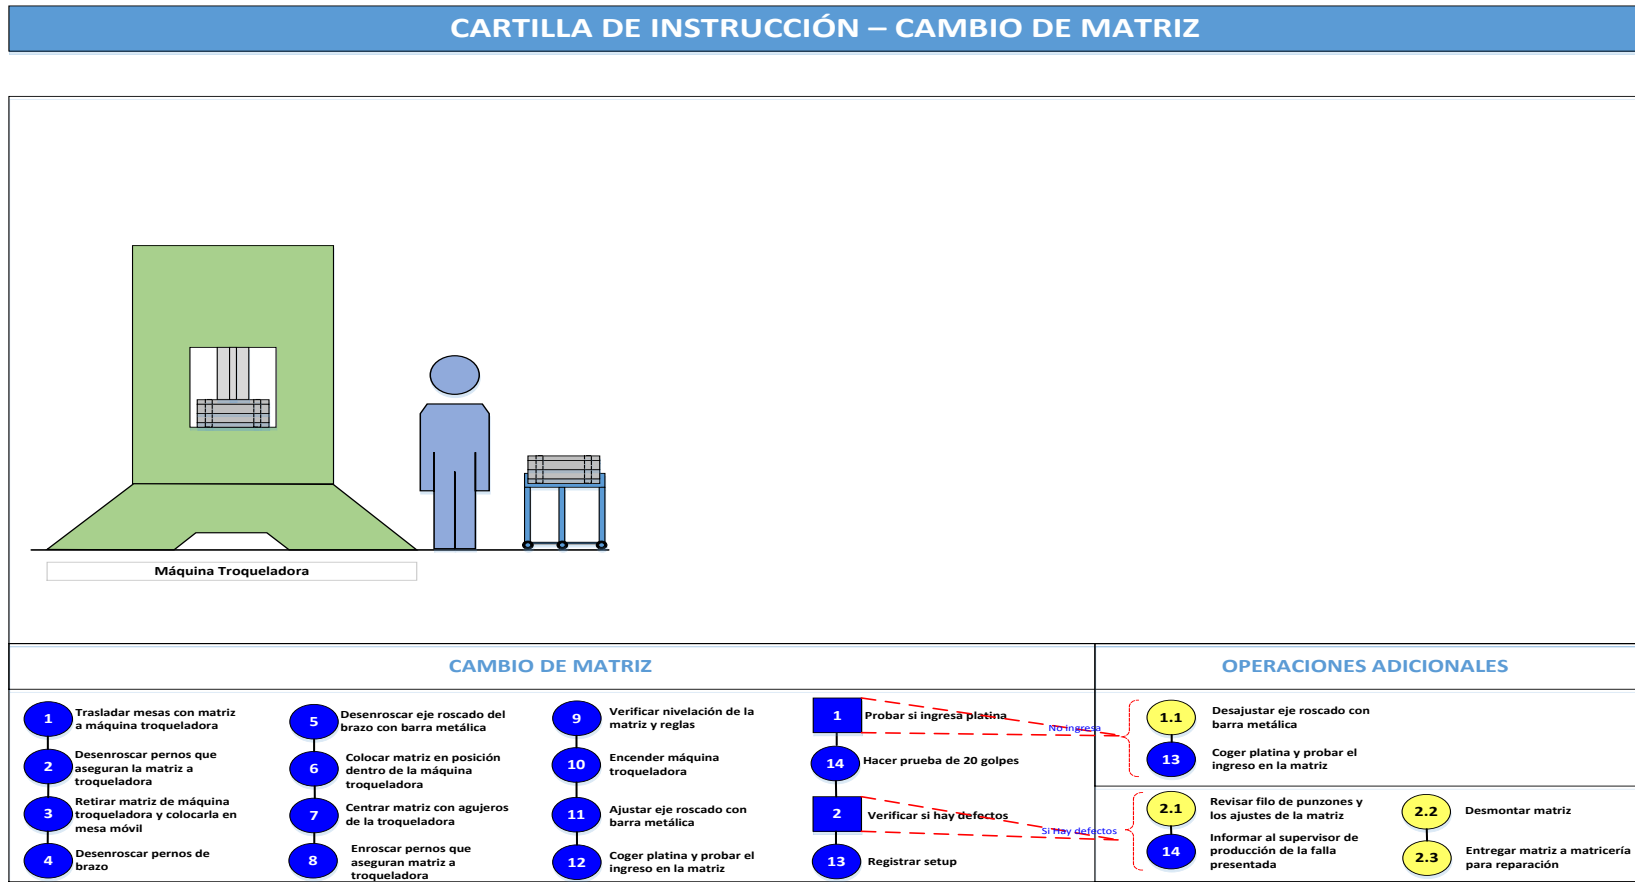 CARTILLA DE INSTRUCCIÓN – CAMBIO DE MATRIZ
Máquina Troqueladora
CAMBIO DE MATRIZ
1
Trasladar mesas con matriz
a máquina troqueladora
2
Desenroscar pernos que
aseguran la matriz a
troqueladora
3
Retirar matriz de máquina
troqueladora y colocarla en
mesa móvil
4
Desenroscar pernos de
brazo
5
Desenroscar eje roscado del
brazo con barra metálica
6
Colocar matriz en posición
dentro de la máquina
troqueladora
7
Centrar matriz con agujeros
de la troqueladora
8
Enroscar pernos que
aseguran matriz a
troqueladora
9
Verificar nivelación de la
matriz y reglas
10
Encender máquina
troqueladora
11
Ajustar eje roscado con
barra metálica
12
Coger platina y probar el
ingreso en la matriz
1
Probar si ingresa platina
No ingresa
14
Hacer prueba de 20 golpes
2
Verificar si hay defectos
Si Hay defectos
13
Registrar setup
OPERACIONES ADICIONALES
1.1
Desajustar eje roscado con
barra metálica
13
Coger platina y probar el
ingreso en la matriz
2.1
Revisar filo de punzones y
los ajustes de la matriz
14
Informar al supervisor de
producción de la falla
presentada
2.2
Desmontar matriz
2.3
Entregar matriz a matricería
para reparación